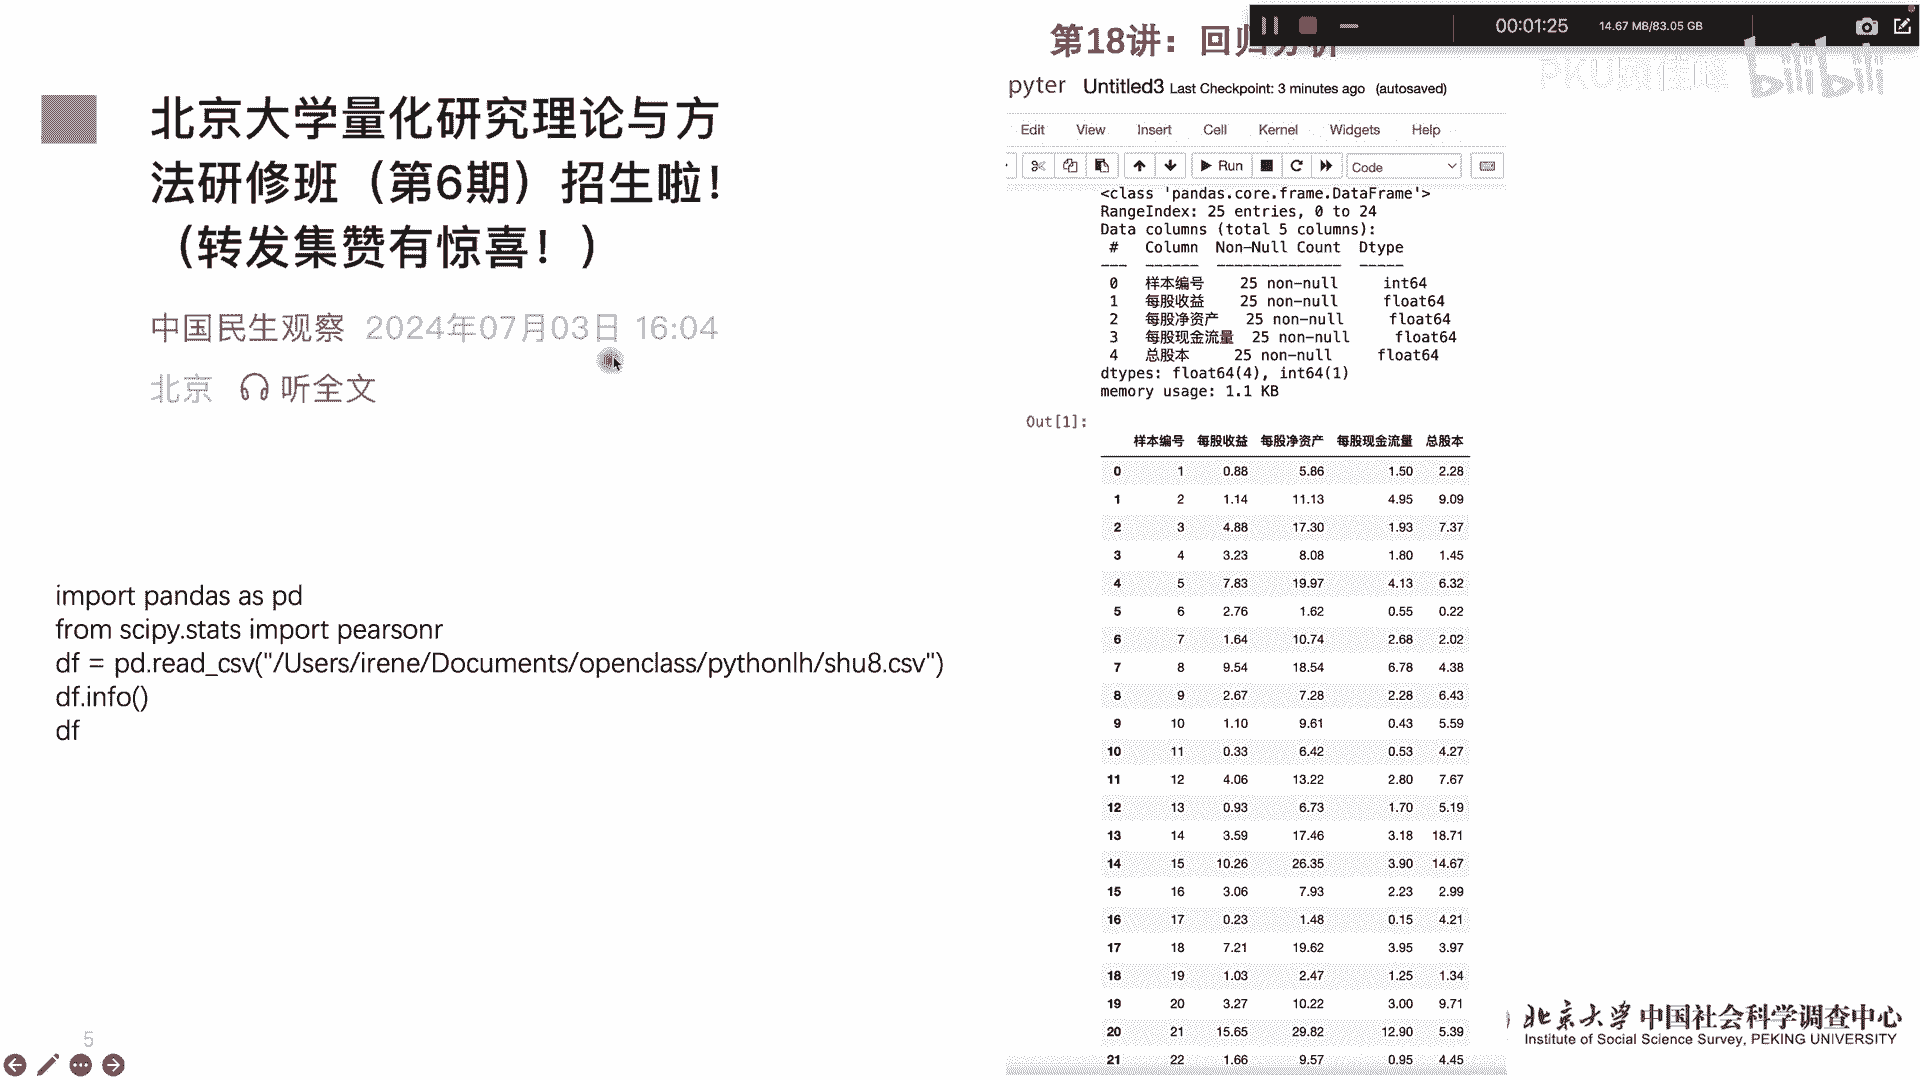 第18讲：回归分析
00:01:25
14.67 MB/83.05 GB
PKU顾佳峰
bilibili
北京大学量化研究理论与方
法研修班（第6期）招生啦！
（转发集赞有惊喜！）
中国民生观察 2024年07月03日 16:04
北京 听全文
import pandas as pd
from scipy.stats import pearsonr
df = pd.read_csv("/Users/irene/Documents/openclass/pythonlh/shu8.csv")
df.info()
df
5
pyter Untitled3 Last Checkpoint: 3 minutes ago (autosaved)
Edit View Insert Cell Kernel Widgets Help
Run Code
<class 'pandas.core.frame.DataFrame'>
RangeIndex: 25 entries, 0 to 24
Data columns (total 5 columns):
# Column Non-Null Count Dtype
--- ------ -------------- -----
0 样本编号 25 non-null int64
1 每股收益 25 non-null float64
2 每股净资产 25 non-null float64
3 每股现金流量 25 non-null float64
4 总股本 25 non-null float64
dtypes: float64(4), int64(1)
memory usage: 1.1 KB
Out[1]:
样本编号 每股收益 每股净资产 每股现金流量 总股本
0 1 0.88 5.86 1.50 2.28
1 2 1.14 11.13 4.95 9.09
2 3 4.88 17.30 1.93 7.37
3 4 3.23 8.08 1.80 1.45
4 5 7.83 19.97 4.13 6.32
5 6 2.76 1.62 0.55 0.22
6 7 1.64 10.74 2.68 2.02
7 8 9.54 18.54 6.78 4.38
8 9 2.67 7.28 2.28 6.43
9 10 1.10 9.61 0.43 5.59
10 11 0.33 6.42 0.53 4.27
11 12 4.06 13.22 2.80 7.67
12 13 0.93 6.73 1.70 5.19
13 14 3.59 17.46 3.18 18.71
14 15 10.26 26.35 3.90 14.67
15 16 3.06 7.93 2.23 2.99
16 17 0.23 1.48 0.15 4.21
17 18 7.21 19.62 3.95 3.97
18 19 1.03 2.47 1.25 1.34
19 20 3.27 10.22 3.00 9.71
20 21 15.65 29.82 12.90 5.39
21 22 1.66 9.57 0.95 4.45
北京大学中国社会科学调查中心
Institute of Social Science Survey, PEKING UNIVERSITY